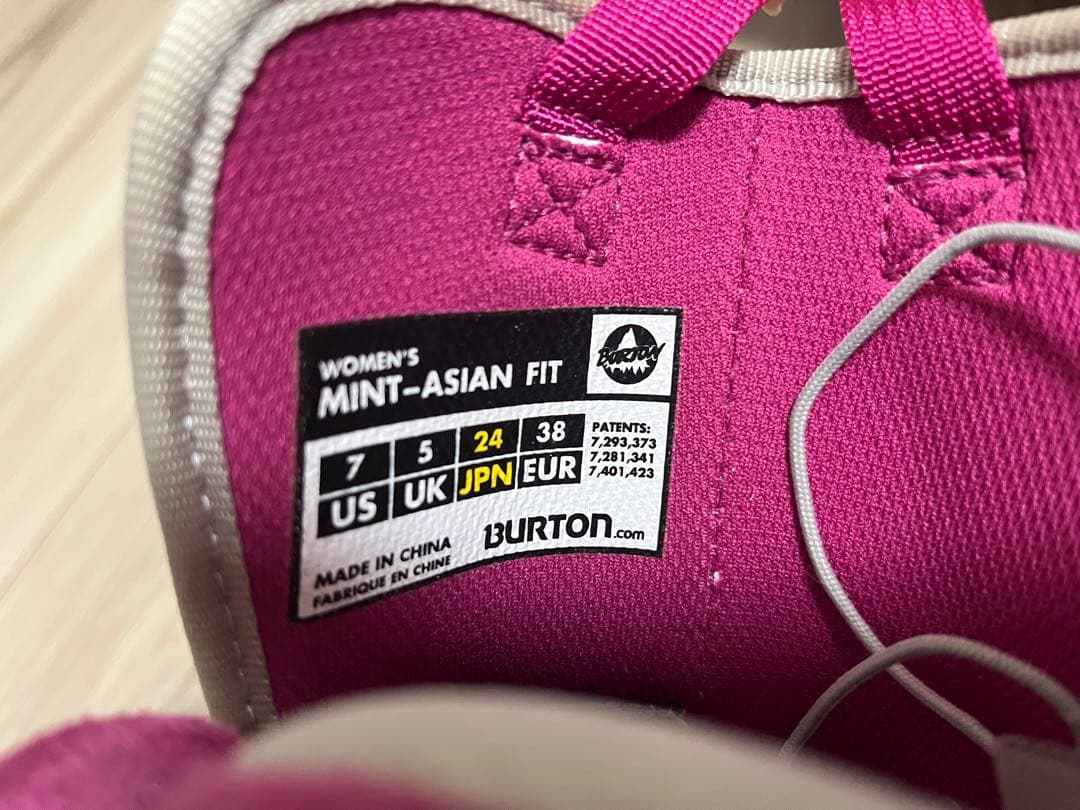 WOMEN'S
MINT-ASIAN FIT
BURTON
7 5 24 38
US UK JPN EUR
PATENTS:
7,293,373
7,281,341
7,401,423
BURTON.com
MADE IN CHINA
FABRIQUE EN CHINE